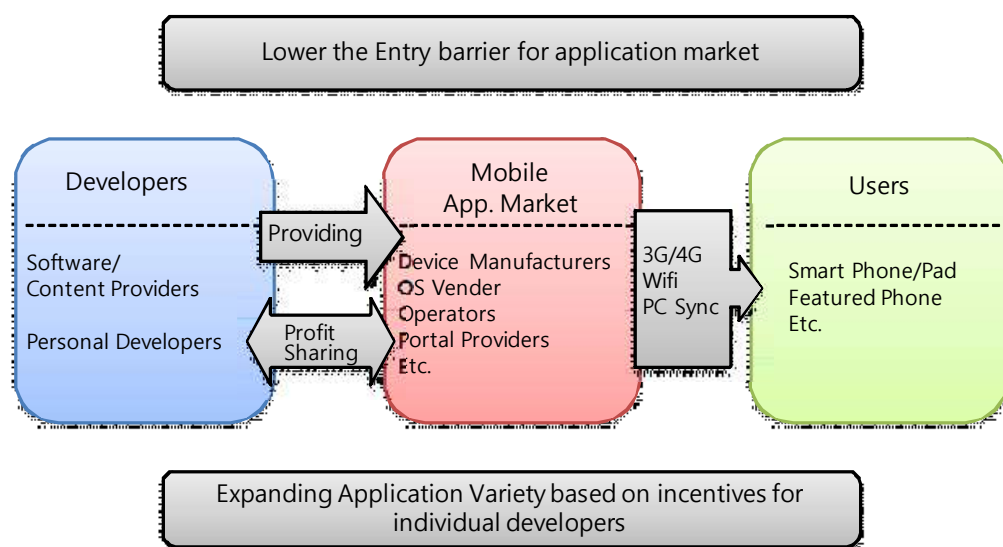 Lower the Entry barrier for application market
Developers
Software/
Content Providers
Personal Developers
Providing
Profit
Sharing
Mobile
App. Market
Device Manufacturers
OS Vender
Operators
Portal Providers
Etc.
3G/4G
Wifi
PC Sync
Users
Smart Phone/Pad
Featured Phone
Etc.
Expanding Application Variety based on incentives for
individual developers